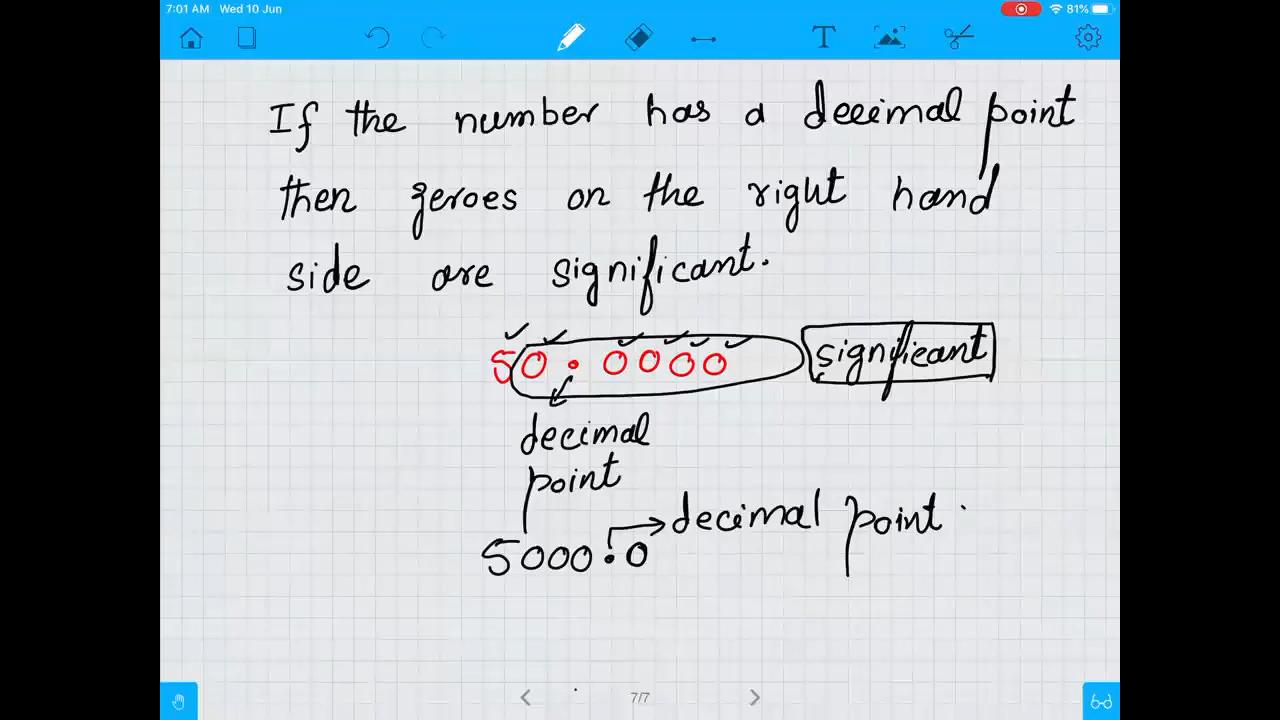 7:01 AM Wed 10 Jun 81%
T
If the number has a decimal point
then zeroes on the right hand
side are significant.
50.0000 significant
decimal
point
decimal point.
5000.0
7/7